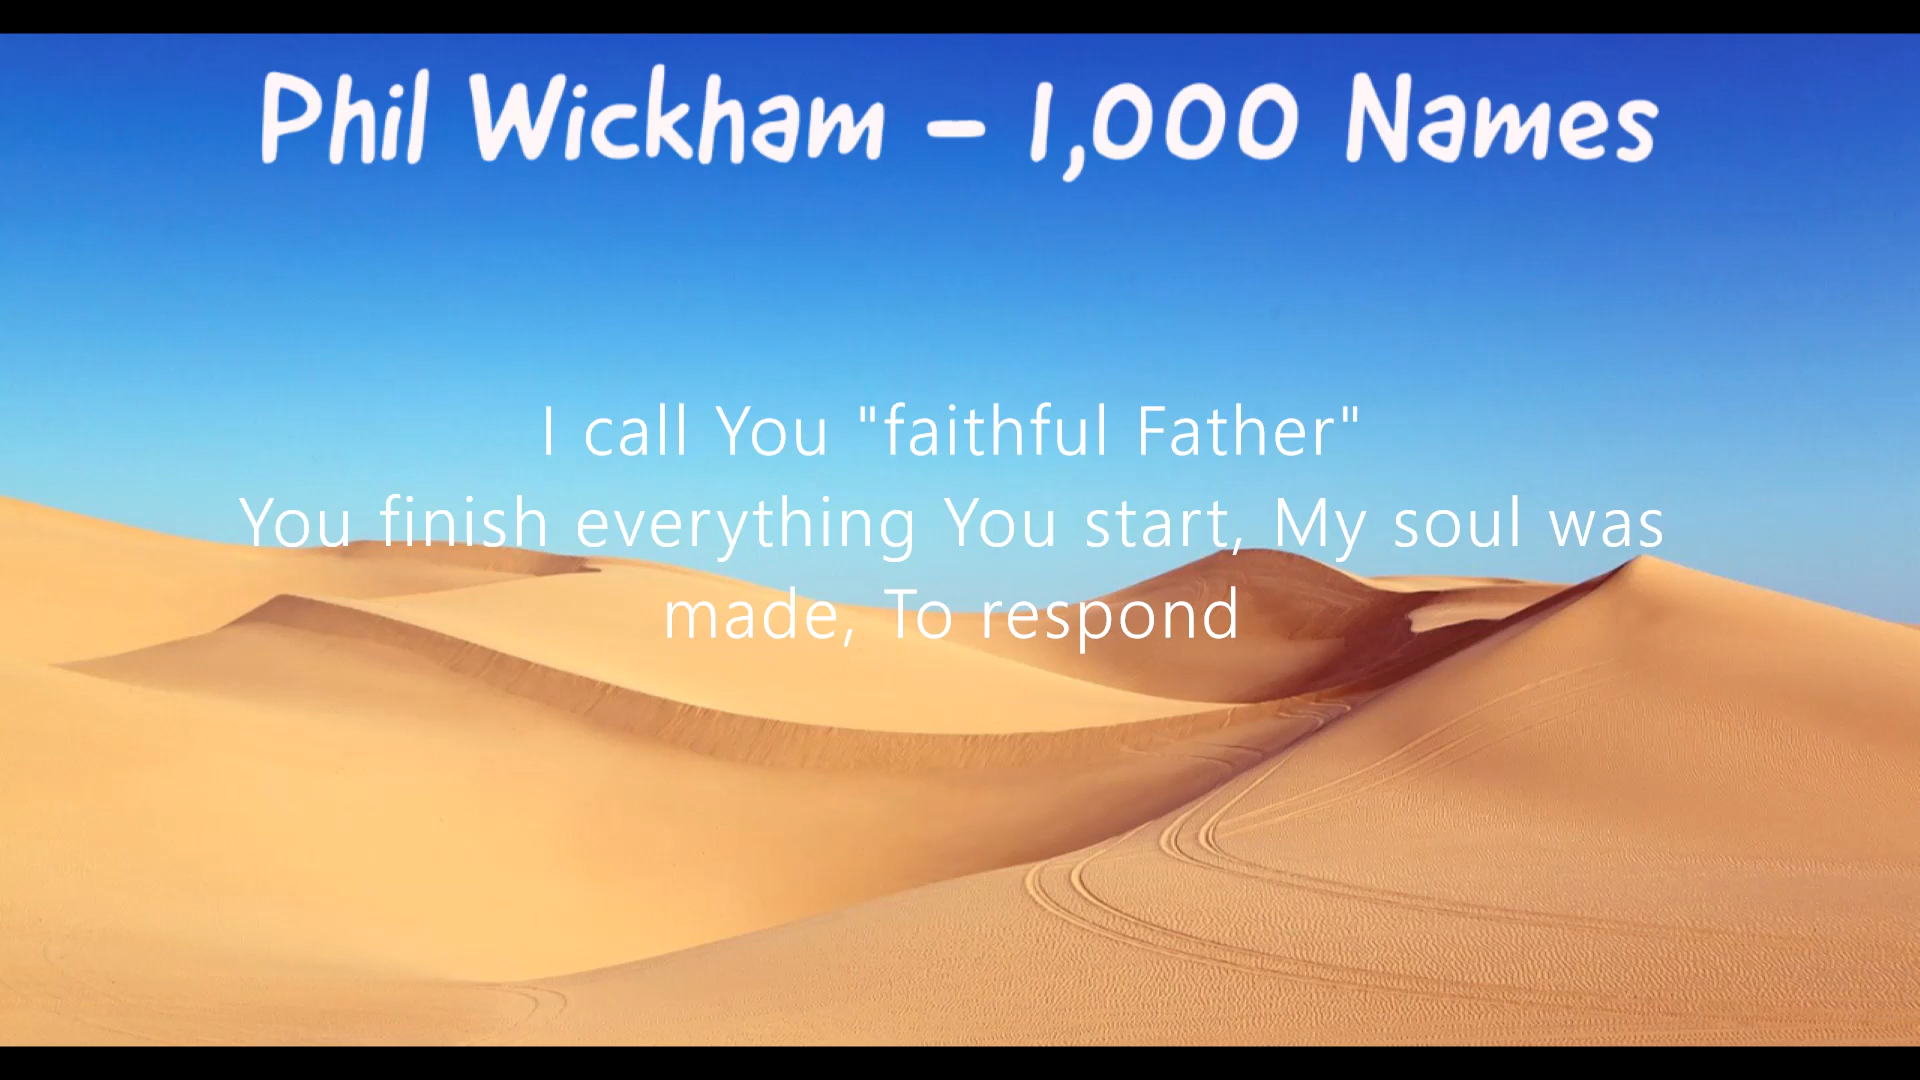 Phil Wickham – 1,000 Names
I call You "faithful Father"
You finish everything You start, My soul was
made, To respond